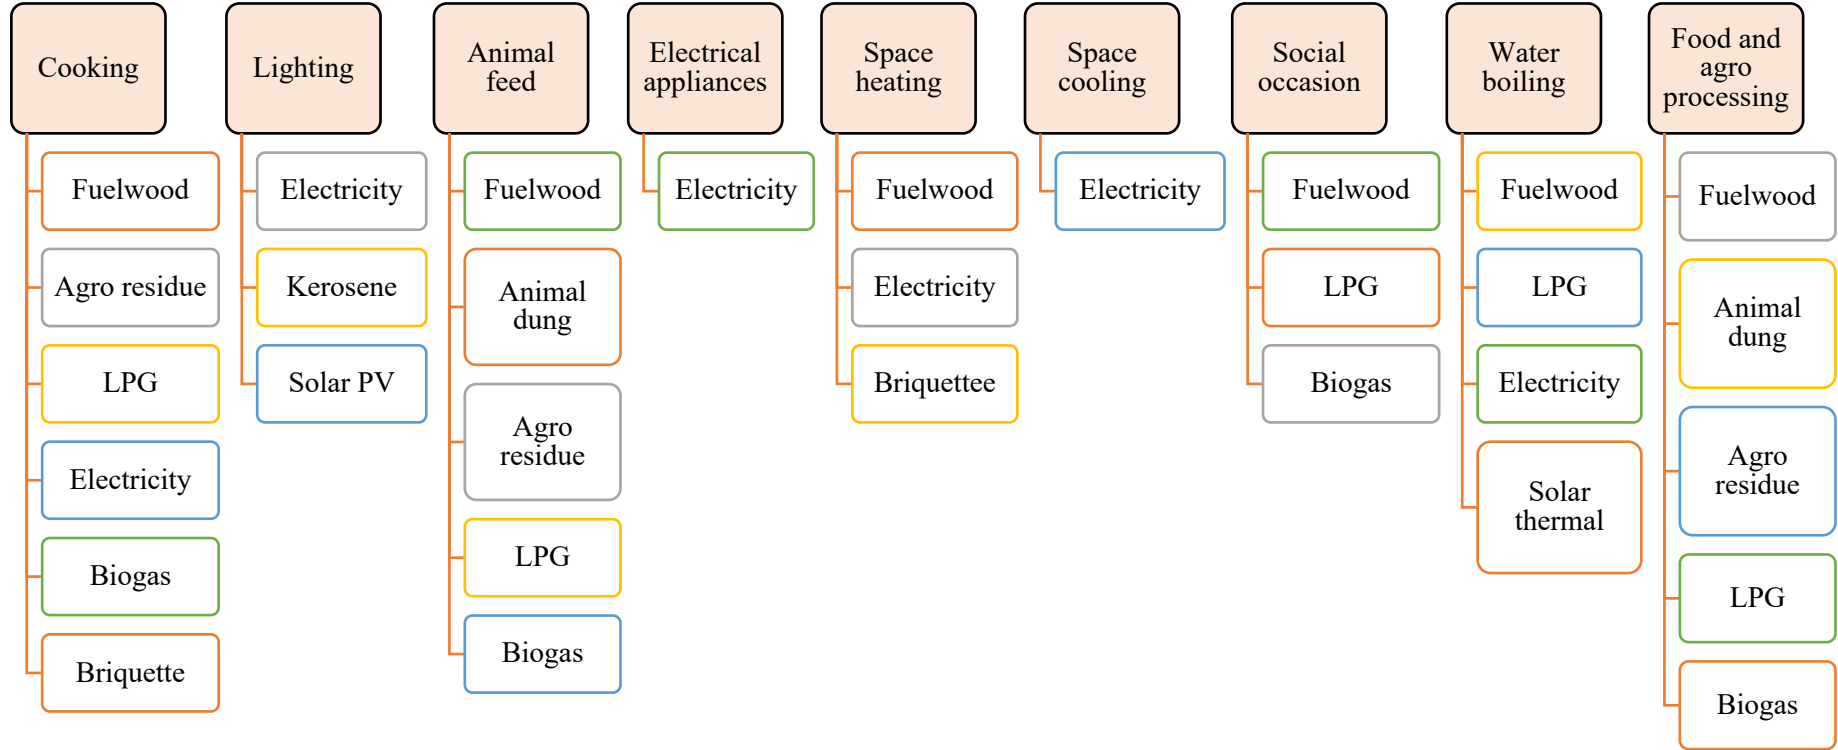 Cooking
Fuelwood
Agro residue
LPG
Electricity
Biogas
Briquette
Lighting
Electricity
Kerosene
Solar PV
Animal
feed
Fuelwood
Animal
dung
Agro
residue
LPG
Biogas
Electrical
appliances
Electricity
Space
heating
Fuelwood
Electricity
Briquettee
Space
cooling
Electricity
Social
occasion
Fuelwood
LPG
Biogas
Water
boiling
Fuelwood
LPG
Electricity
Solar
thermal
Food and
agro
processing
Fuelwood
Animal
dung
Agro
residue
LPG
Biogas